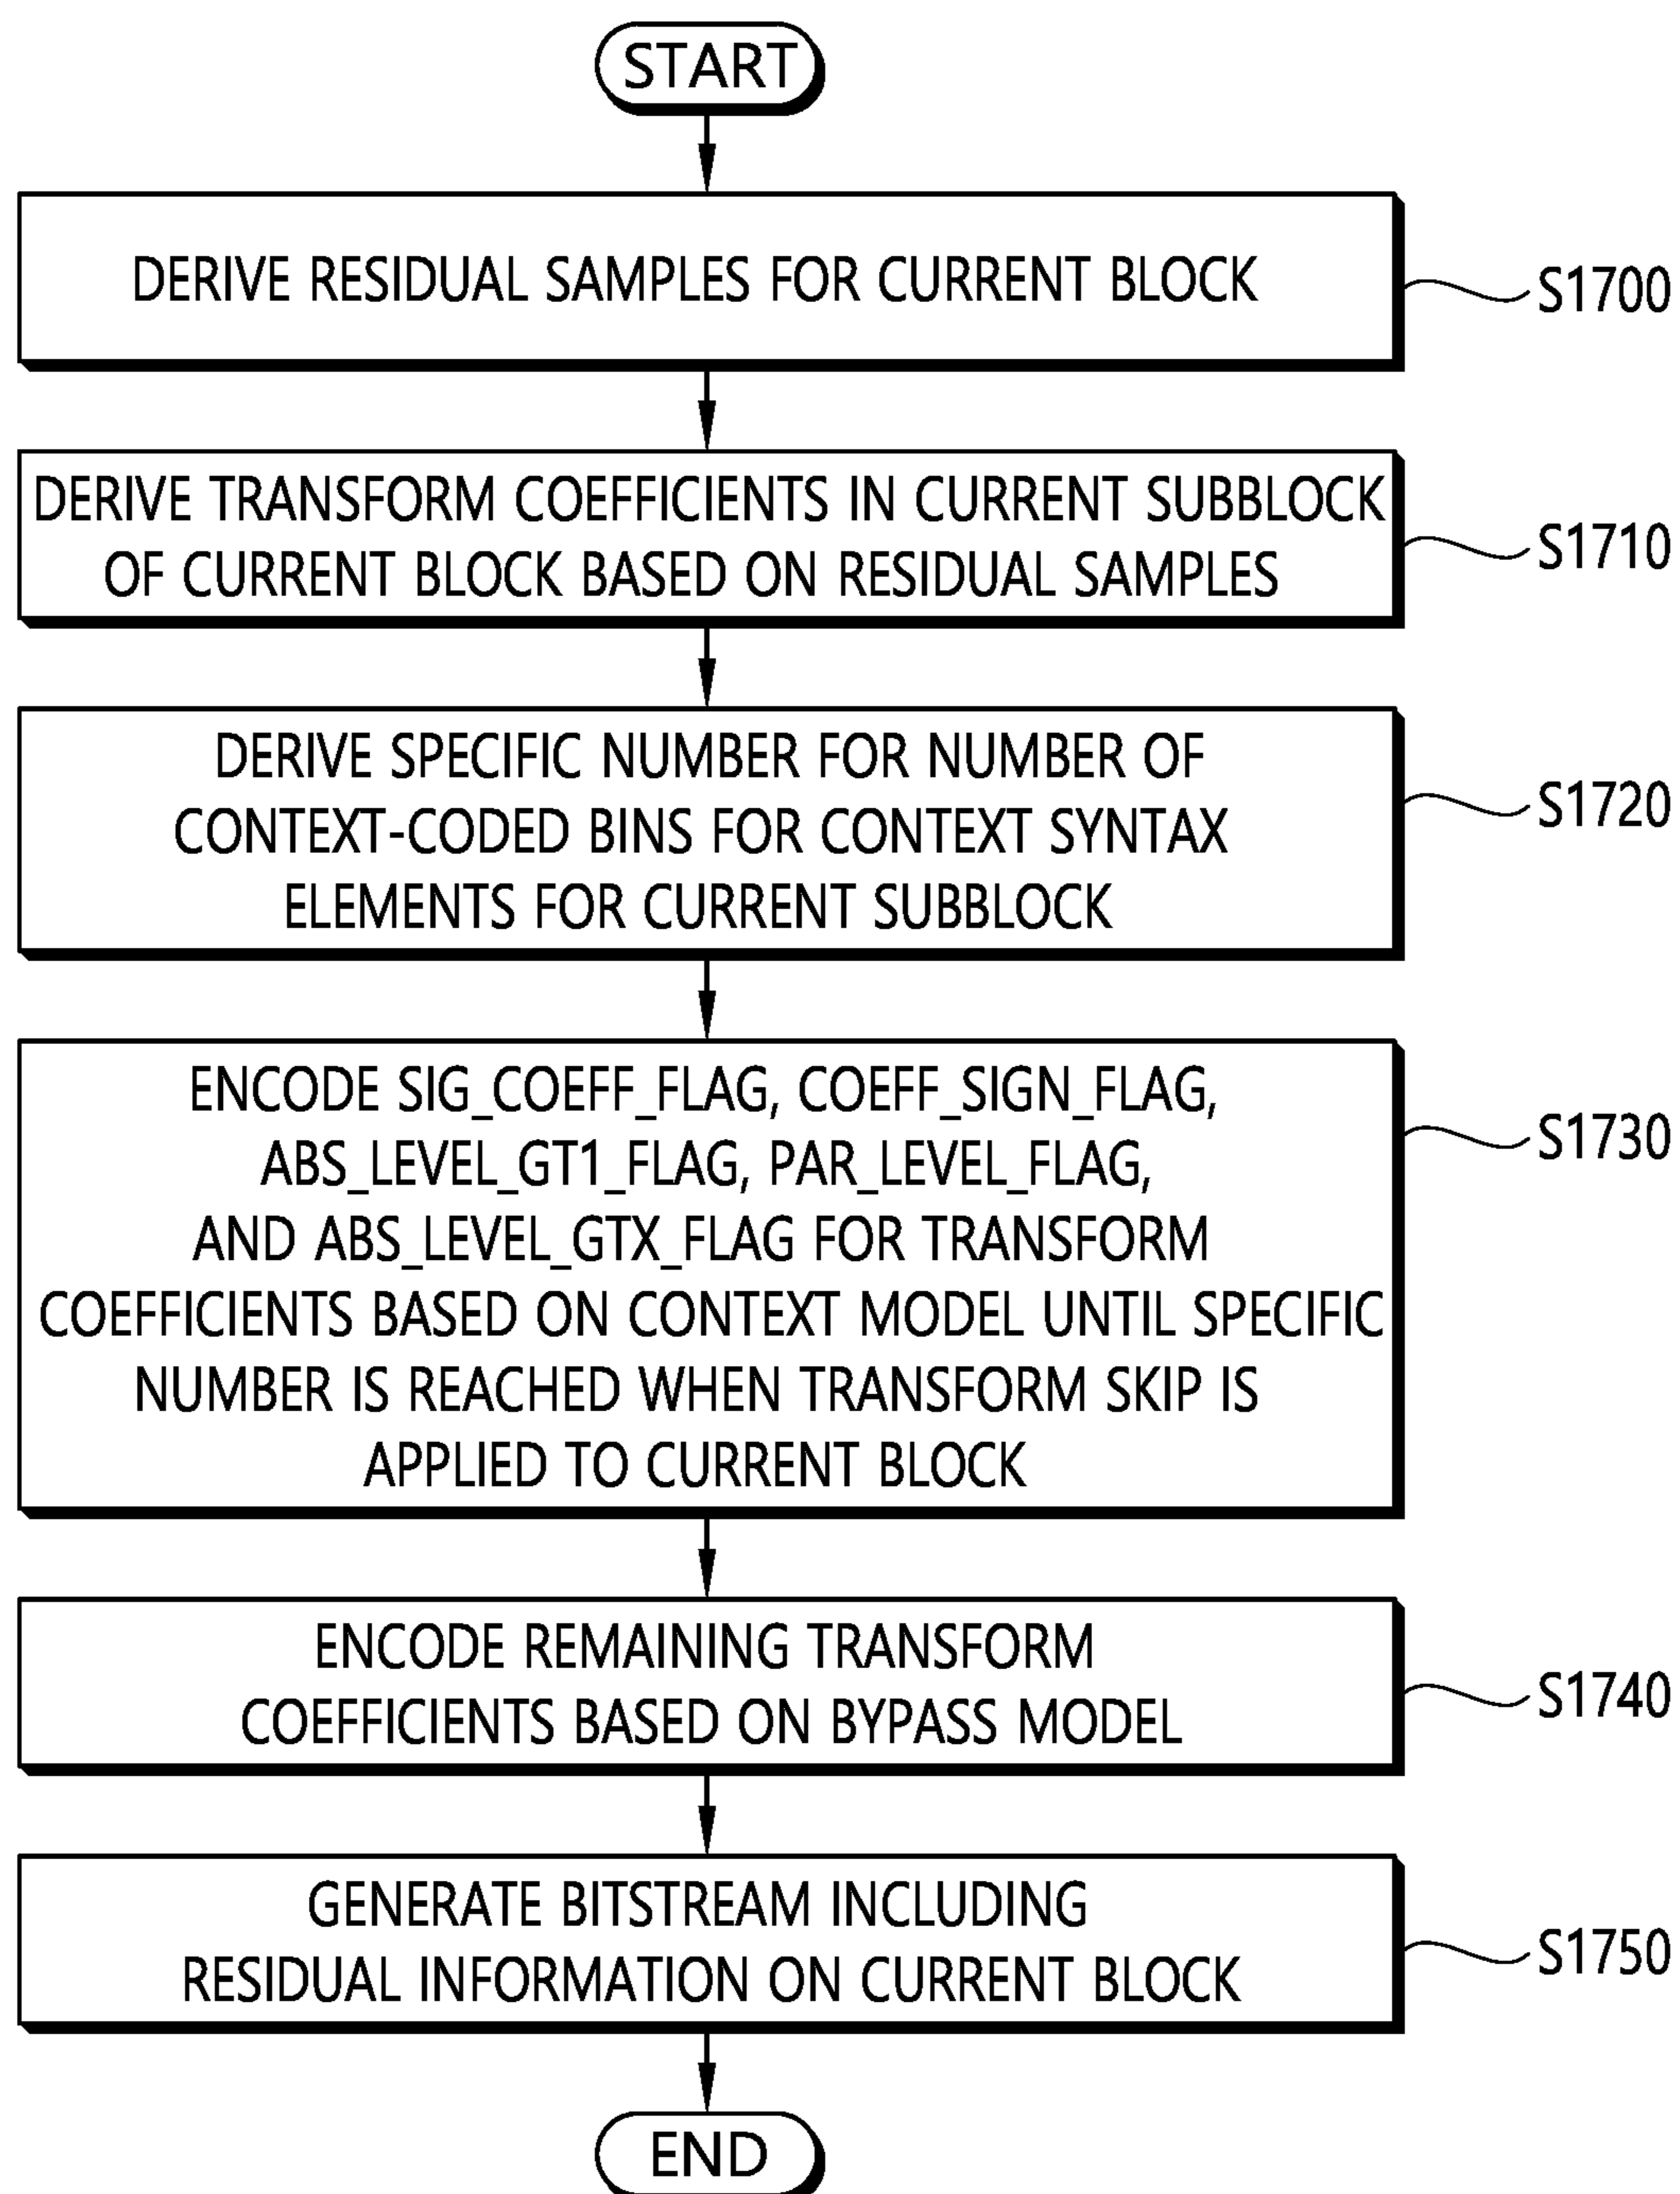 START
DERIVE RESIDUAL SAMPLES FOR CURRENT BLOCK
S1700
DERIVE TRANSFORM COEFFICIENTS IN CURRENT SUBBLOCK
OF CURRENT BLOCK BASED ON RESIDUAL SAMPLES
S1710
DERIVE SPECIFIC NUMBER FOR NUMBER OF
CONTEXT-CODED BINS FOR CONTEXT SYNTAX
ELEMENTS FOR CURRENT SUBBLOCK
S1720
ENCODE SIG_COEFF_FLAG, COEFF_SIGN_FLAG,
ABS_LEVEL_GT1_FLAG, PAR_LEVEL_FLAG,
AND ABS_LEVEL_GTX_FLAG FOR TRANSFORM
COEFFICIENTS BASED ON CONTEXT MODEL UNTIL SPECIFIC
NUMBER IS REACHED WHEN TRANSFORM SKIP IS
APPLIED TO CURRENT BLOCK
S1730
ENCODE REMAINING TRANSFORM
COEFFICIENTS BASED ON BYPASS MODEL
S1740
GENERATE BITSTREAM INCLUDING
RESIDUAL INFORMATION ON CURRENT BLOCK
S1750
END